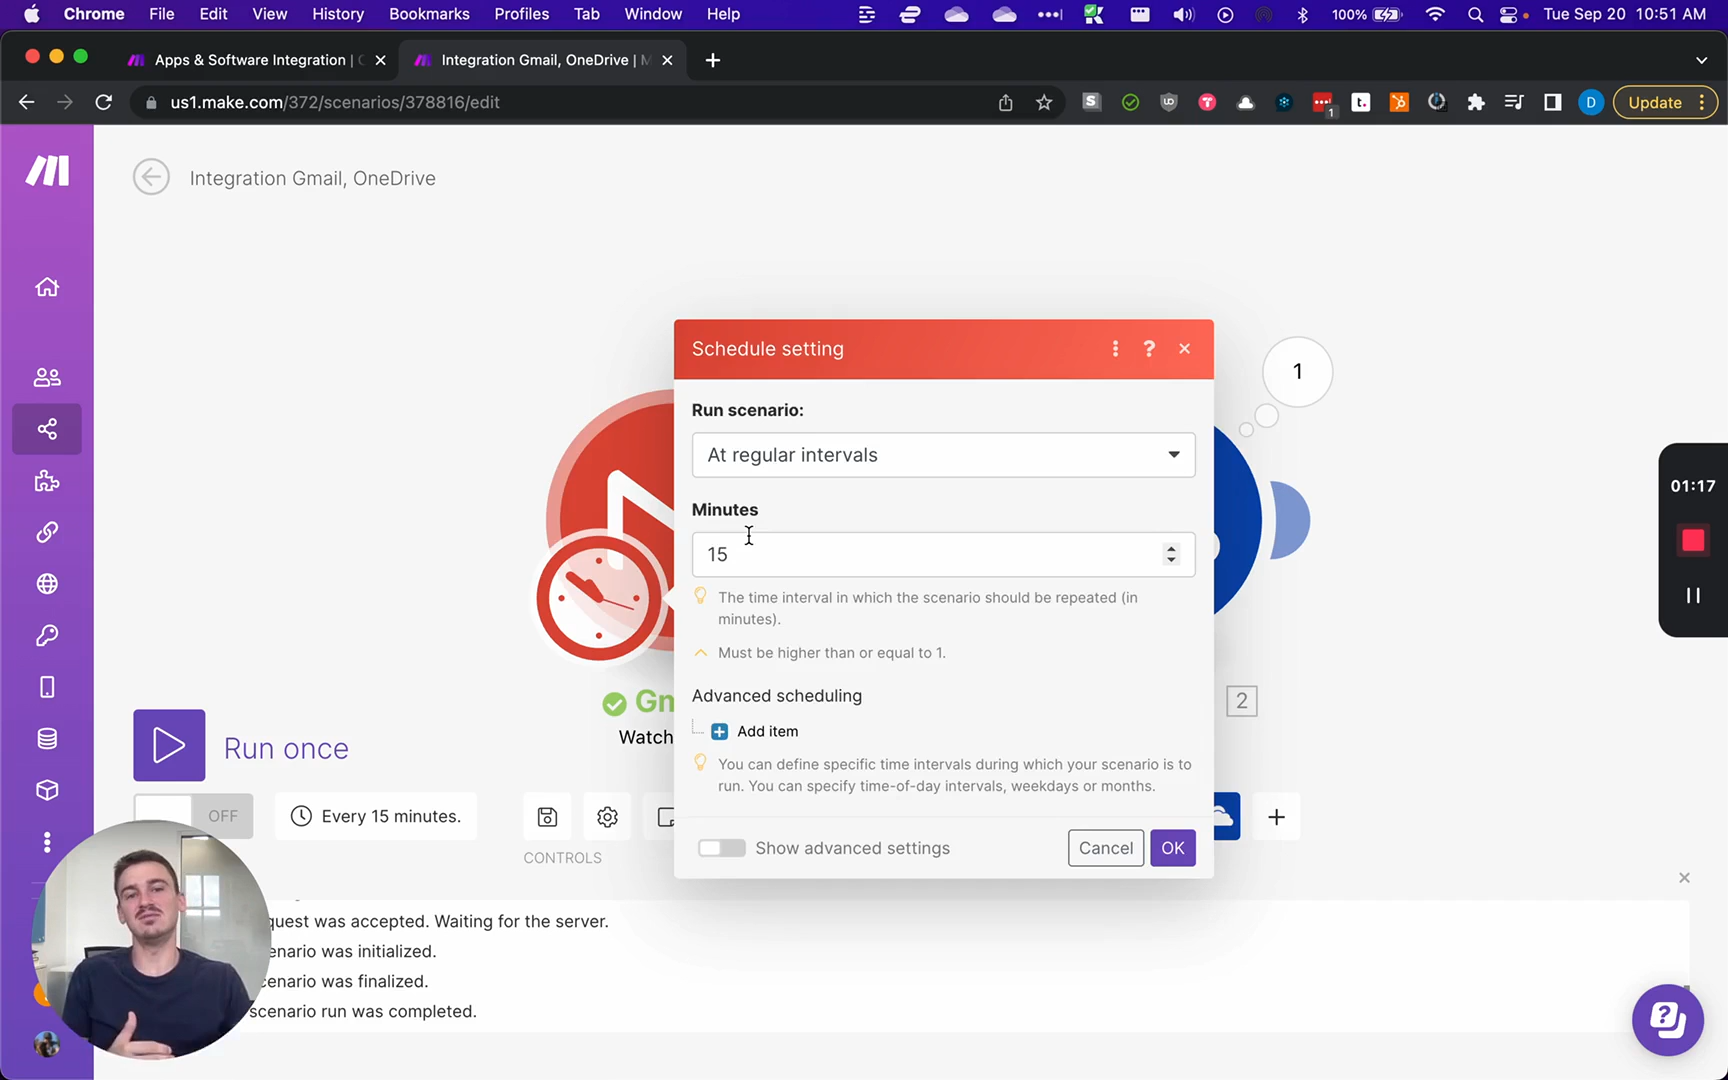 Chrome File Edit View History Bookmarks Profiles Tab Window Help 100% Tue Sep 20 10:51 AM
Apps & Software Integration |
Integration Gmail, OneDrive |
us1.make.com/372/scenarios/378816/edit
1 t. D Update
Integration Gmail, OneDrive
Schedule setting
?
1
Run scenario:
At regular intervals
01:17
Minutes
15
The time interval in which the scenario should be repeated (in
minutes).
Must be higher than or equal to 1.
Advanced scheduling
Gm
2
Watch
Add item
Run once
You can define specific time intervals during which your scenario is to
run. You can specify time-of-day intervals, weekdays or months.
OFF
Every 15 minutes.
Show advanced settings
Cancel
OK
CONTROLS
quest was accepted. Waiting for the server.
enario was initialized.
cenario was finalized.
scenario run was completed.
?